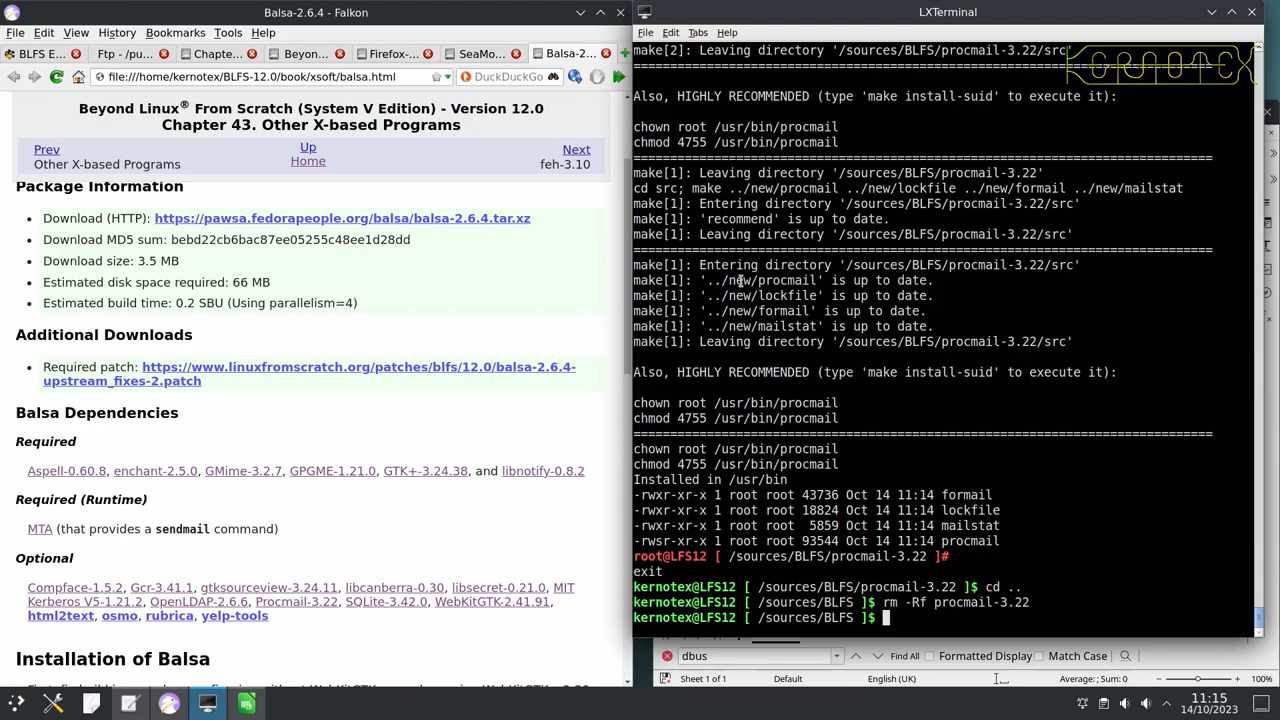 Balsa-2.6.4 - Falkon
File Edit View History Bookmarks Tools Help
BLFS E
Ftp - /pu
Chapte
Beyon
Firefox-
SeaMo
Balsa-2
file:///home/kernotex/BLFS-12.0/book/xsoft/balsa.html
DuckDuckGo
Beyond Linux® From Scratch (System V Edition) - Version 12.0
Chapter 43. Other X-based Programs
Prev Up Next
Other X-based Programs Home feh-3.10
Package Information
Download (HTTP): https://pawsa.fedorapeople.org/balsa/balsa-2.6.4.tar.xz
Download MD5 sum: bebd22cb6bac87ee05255c48ee1d28dd
Download size: 3.5 MB
Estimated disk space required: 66 MB
Estimated build time: 0.2 SBU (Using parallelism=4)
Additional Downloads
Required patch: https://www.linuxfromscratch.org/patches/blfs/12.0/balsa-2.6.4-
upstream_fixes-2.patch
Balsa Dependencies
Required
Aspell-0.60.8, enchant-2.5.0, GMime-3.2.7, GPGME-1.21.0, GTK+-3.24.38, and libnotify-0.8.2
Required (Runtime)
MTA (that provides a sendmail command)
Optional
Compface-1.5.2, Gcr-3.41.1, gtksourceview-3.24.11, libcanberra-0.30, libsecret-0.21.0, MIT
Kerberos V5-1.21.2, OpenLDAP-2.6.6, Procmail-3.22, SQLite-3.42.0, WebKitGTK-2.41.91,
html2text, osmo, rubrica, yelp-tools
Installation of Balsa
LXTerminal
File Edit Tabs Help
make[2]: Leaving directory '/sources/BLFS/procmail-3.22/src'
================================================================================
Also, HIGHLY RECOMMENDED (type 'make install-suid' to execute it):
chown root /usr/bin/procmail
chmod 4755 /usr/bin/procmail
================================================================================
make[1]: Leaving directory '/sources/BLFS/procmail-3.22'
cd src; make ../new/procmail ../new/lockfile ../new/formail ../new/mailstat
make[1]: Entering directory '/sources/BLFS/procmail-3.22/src'
make[1]: 'recommend' is up to date.
make[1]: Leaving directory '/sources/BLFS/procmail-3.22/src'
================================================================================
make[1]: Entering directory '/sources/BLFS/procmail-3.22/src'
make[1]: '../new/procmail' is up to date.
make[1]: '../new/lockfile' is up to date.
make[1]: '../new/formail' is up to date.
make[1]: '../new/mailstat' is up to date.
make[1]: Leaving directory '/sources/BLFS/procmail-3.22/src'
Also, HIGHLY RECOMMENDED (type 'make install-suid' to execute it):
chown root /usr/bin/procmail
chmod 4755 /usr/bin/procmail
================================================================================
chown root /usr/bin/procmail
chmod 4755 /usr/bin/procmail
Installed in /usr/bin
-rwxr-xr-x 1 root root 43736 Oct 14 11:14 formail
-rwxr-xr-x 1 root root 18824 Oct 14 11:14 lockfile
-rwxr-xr-x 1 root root  5859 Oct 14 11:14 mailstat
-rwsr-xr-x 1 root root 93544 Oct 14 11:14 procmail
root@LFS12 [ /sources/BLFS/procmail-3.22 ]#
exit
kernotex@LFS12 [ /sources/BLFS/procmail-3.22 ]$ cd ..
kernotex@LFS12 [ /sources/BLFS ]$ rm -Rf procmail-3.22
kernotex@LFS12 [ /sources/BLFS ]$
KERNOTEX
dbus Find All Formatted Display Match Case
Sheet 1 of 1 Default English (UK) Average: ; Sum: 0 100%
11:15
14/10/2023